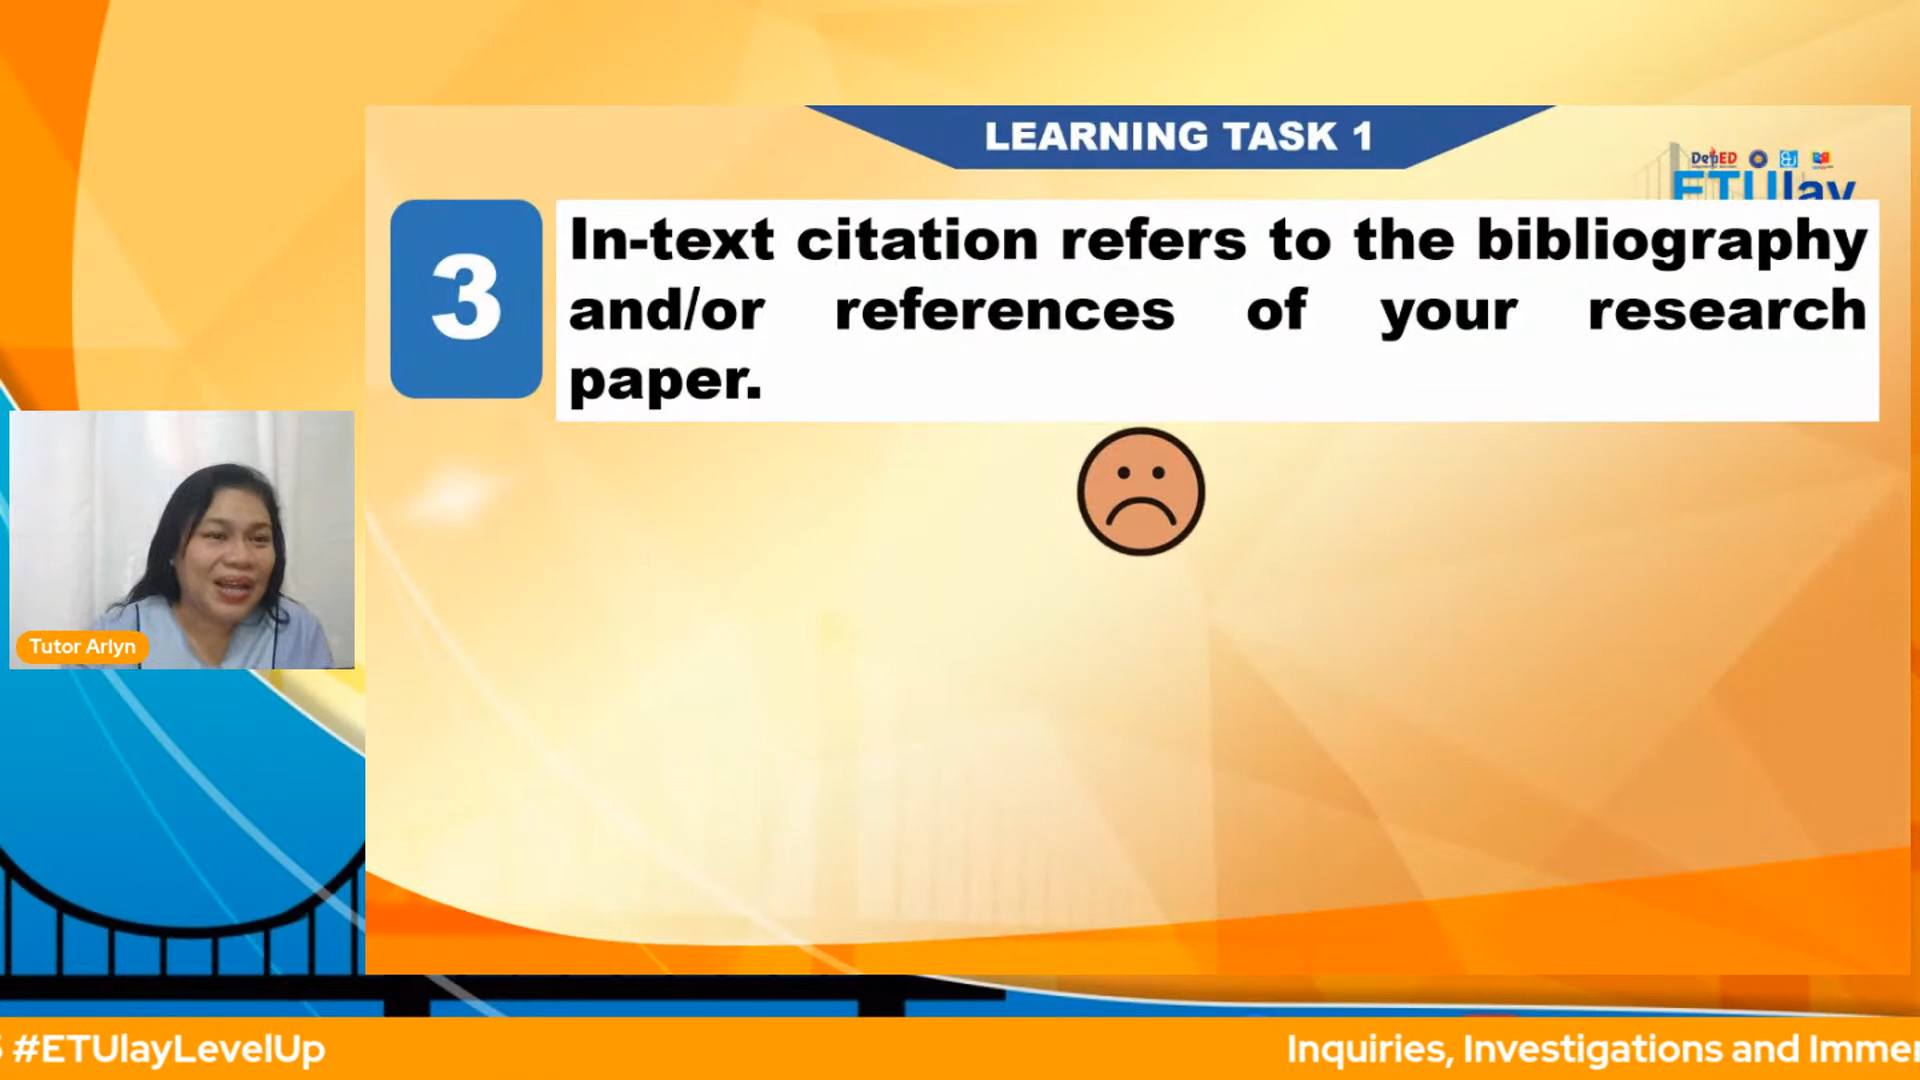 LEARNING TASK 1
DepED
ETUlay
3
In-text citation refers to the bibliography
and/or references of your research
paper.
Tutor Arlyn
#ETUlayLevelUp
Inquiries, Investigations and Immer